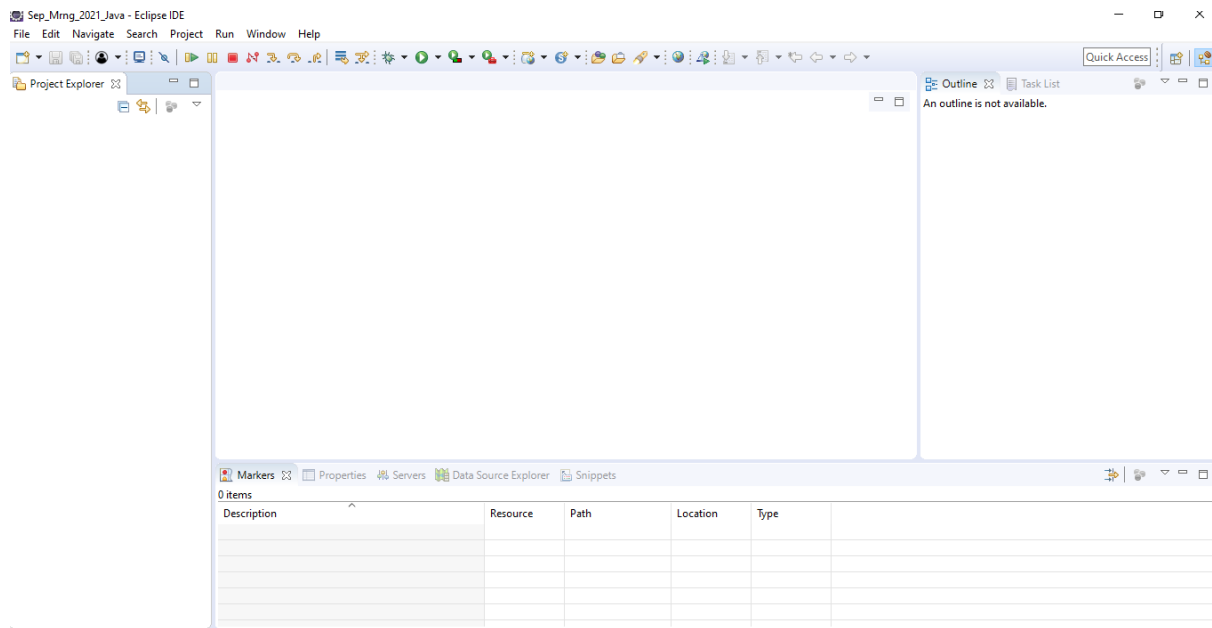 Sep_Mrng_2021_Java - Eclipse IDE
File Edit Navigate Search Project Run Window Help
Quick Access
Project Explorer
Outline Task List
An outline is not available.
Markers Properties Servers Data Source Explorer Snippets
0 items
Description Resource Path Location Type